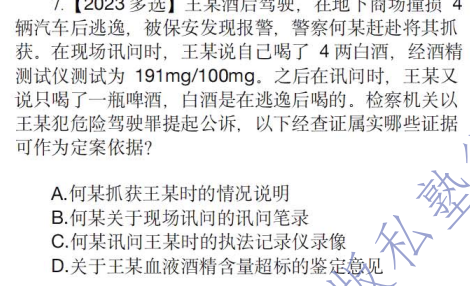 7.【2023 多选】王某酒后驾驶，在地下商场撞损 4
辆汽车后逃逸，被保安发现报警，警察何某赶赴将其抓
获。在现场讯问时，王某说自己喝了 4 两白酒，经酒精
测试仪测试为 191mg/100mg。之后在讯问时，王某又
说只喝了一瓶啤酒，白酒是在逃逸后喝的。检察机关以
王某犯危险驾驶罪提起公诉，以下经查证属实哪些证据
可作为定案依据？
A.何某抓获王某时的情况说明
B.何某关于现场讯问的讯问笔录
C.何某讯问王某时的执法记录仪录像
D.关于王某血液酒精含量超标的鉴定意见
私塾